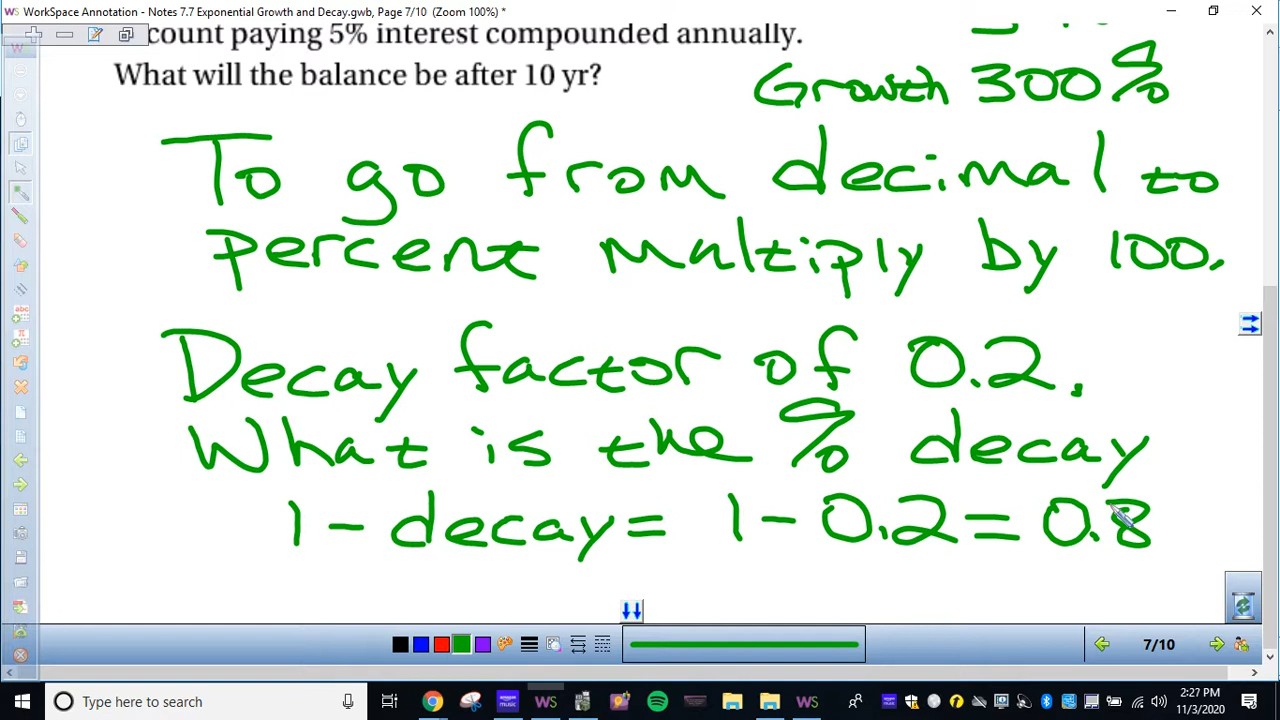 WorkSpace Annotation - Notes 7.7 Exponential Growth and Decay.gwb, Page 7/10 (Zoom 100%) *
count paying 5% interest compounded annually.
What will the balance be after 10 yr?
Growth 300%
To go from decimal to
percent multiply by 100.
Decay factor of 0.2.
What is the % decay
1 - decay = 1 - 0.2 = 0.8
7/10
Type here to search
2:27 PM
11/3/2020